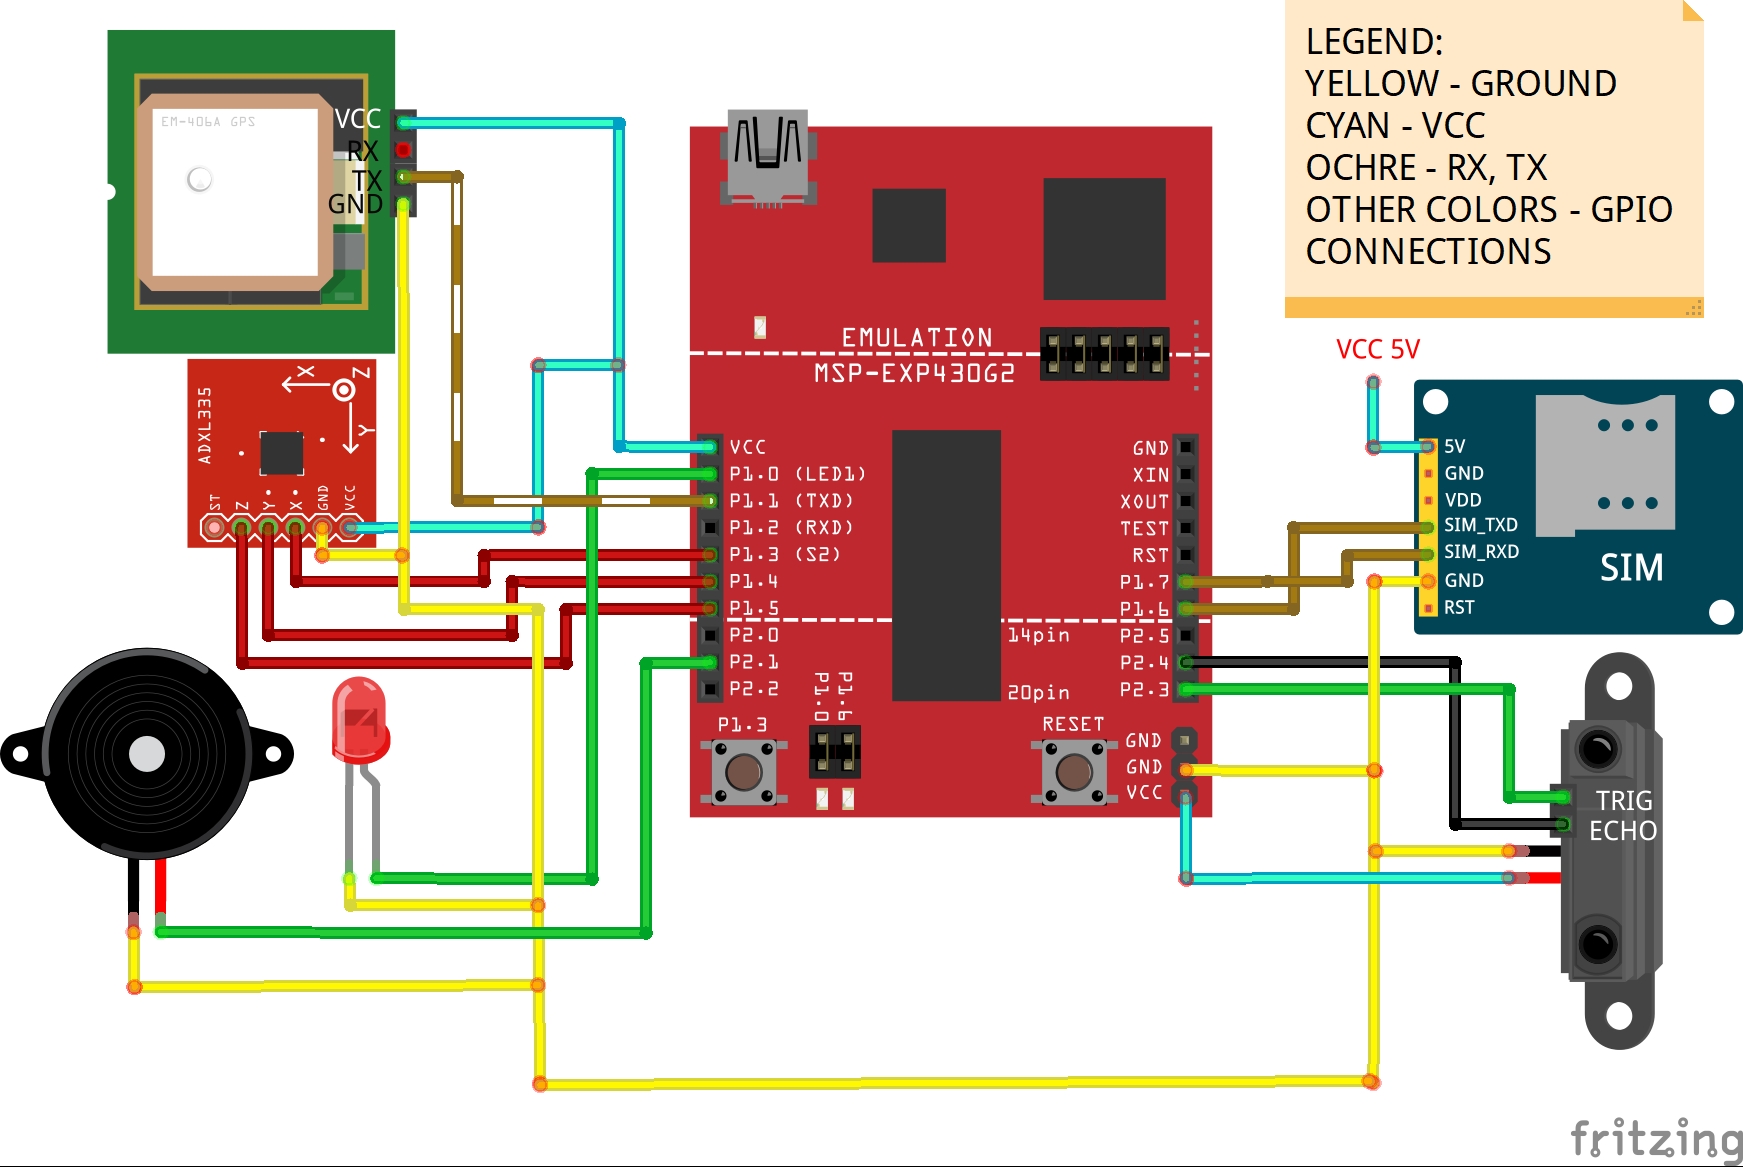 LEGEND:
YELLOW - GROUND
CYAN - VCC
OCHRE - RX, TX
OTHER COLORS - GPIO
CONNECTIONS
EM-406A GPS
VCC
RX
TX
GND
EMULATION
MSP-EXP430G2
VCC 5V
ADXL335
X
Z
Y
ST
Z
Y
X
GND
VCC
VCC
P1.0 (LED1)
P1.1 (TXD)
P1.2 (RXD)
P1.3 (S2)
P1.4
P1.5
P2.0
P2.1
P2.2
GND
XIN
XOUT
TEST
RST
P1.7
P1.6
P2.5
P2.4
P2.3
14pin
20pin
P1.3
P1.0
P1.6
RESET
GND
GND
VCC
5V
GND
VDD
SIM_TXD
SIM_RXD
GND
RST
SIM
TRIG
ECHO
fritzing